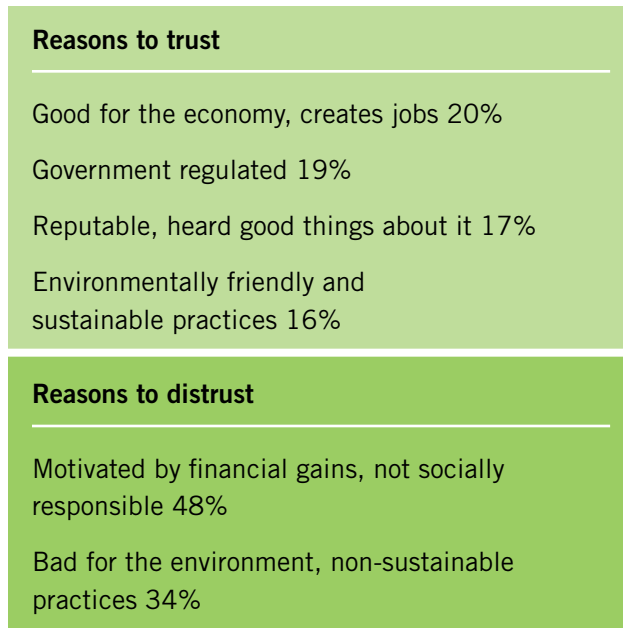 Reasons to trust
Good for the economy, creates jobs 20%
Government regulated 19%
Reputable, heard good things about it 17%
Environmentally friendly and
sustainable practices 16%
Reasons to distrust
Motivated by financial gains, not socially
responsible 48%
Bad for the environment, non-sustainable
practices 34%